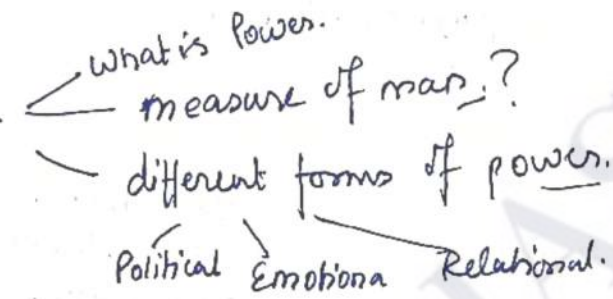 What is Power.
measure of man.?
different forms of power.
Political Emotiona Relational.